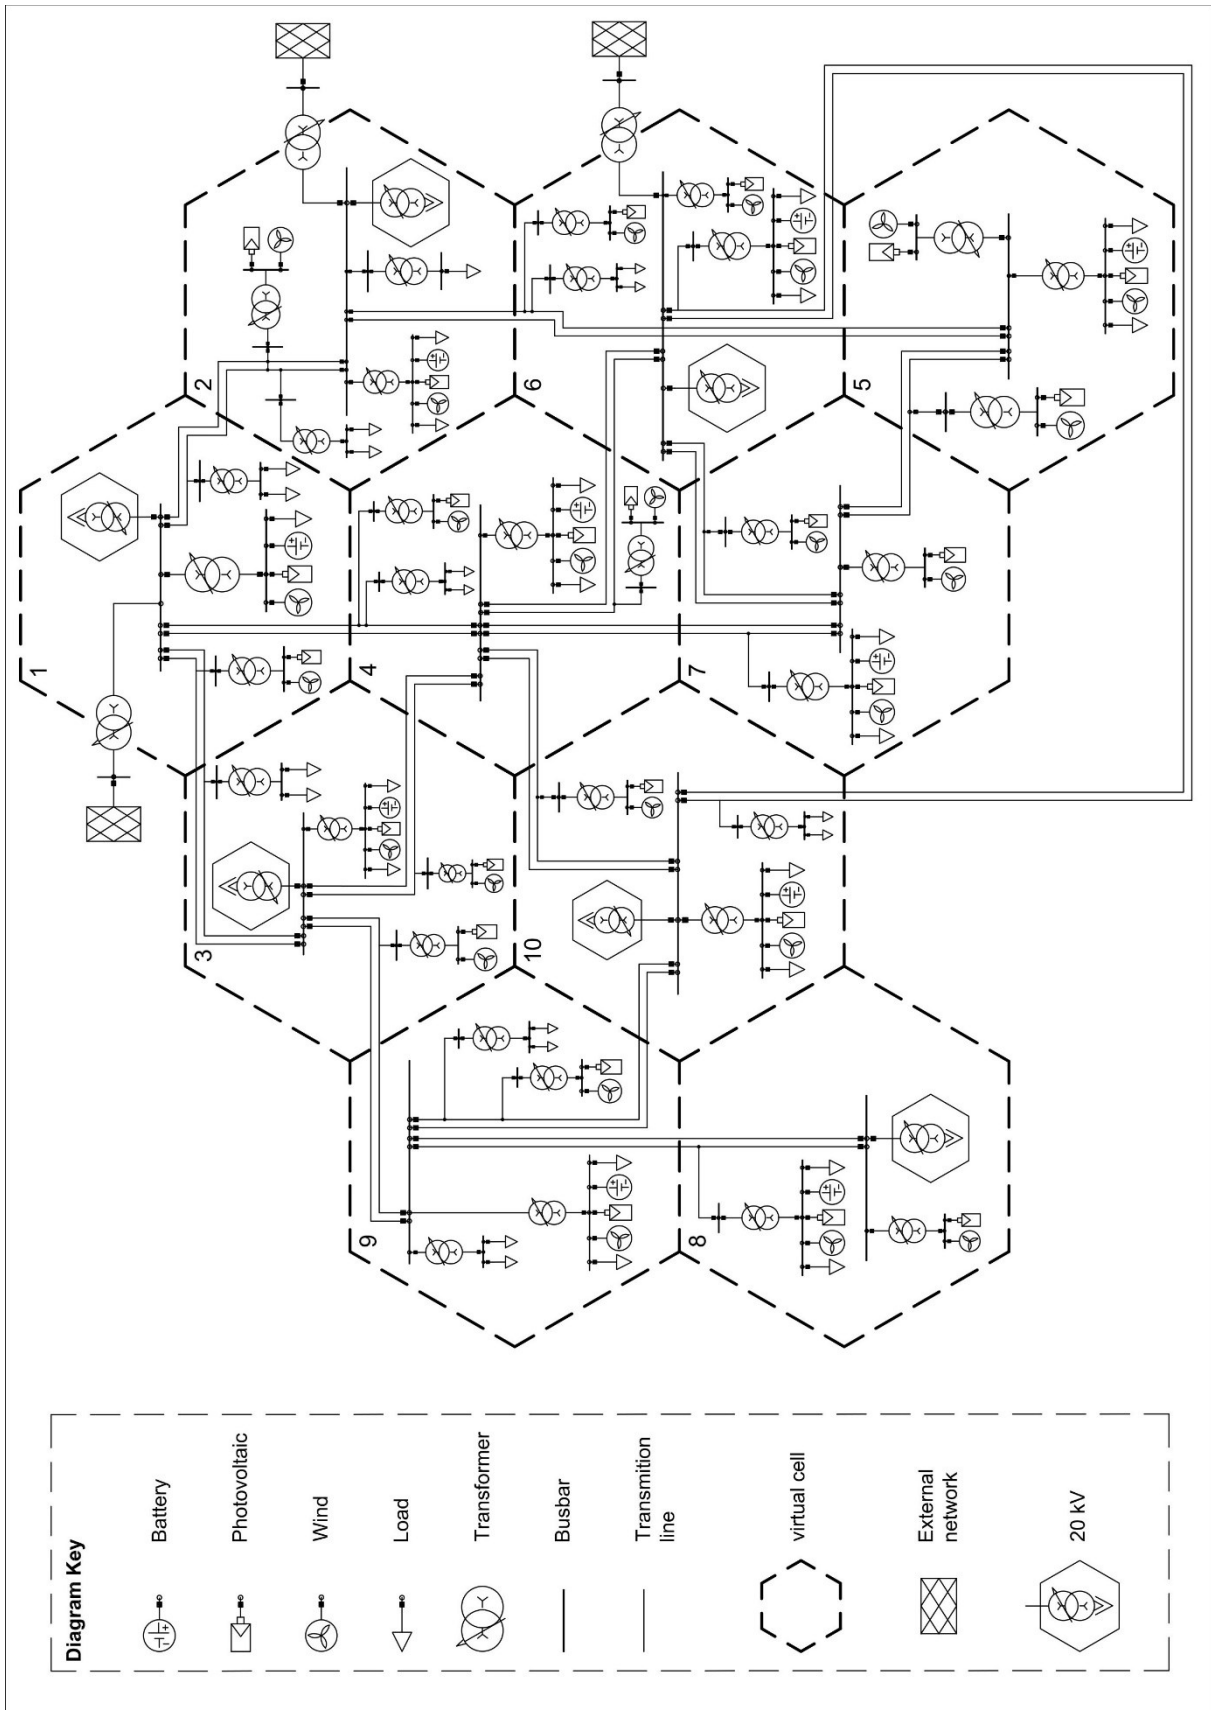 Diagram Key
Battery
Photovoltaic
Wind
Load
Transformer
Busbar
Transmition
line
virtual cell
External
network
20 kV
1
2
3
4
5
6
7
8
9
10